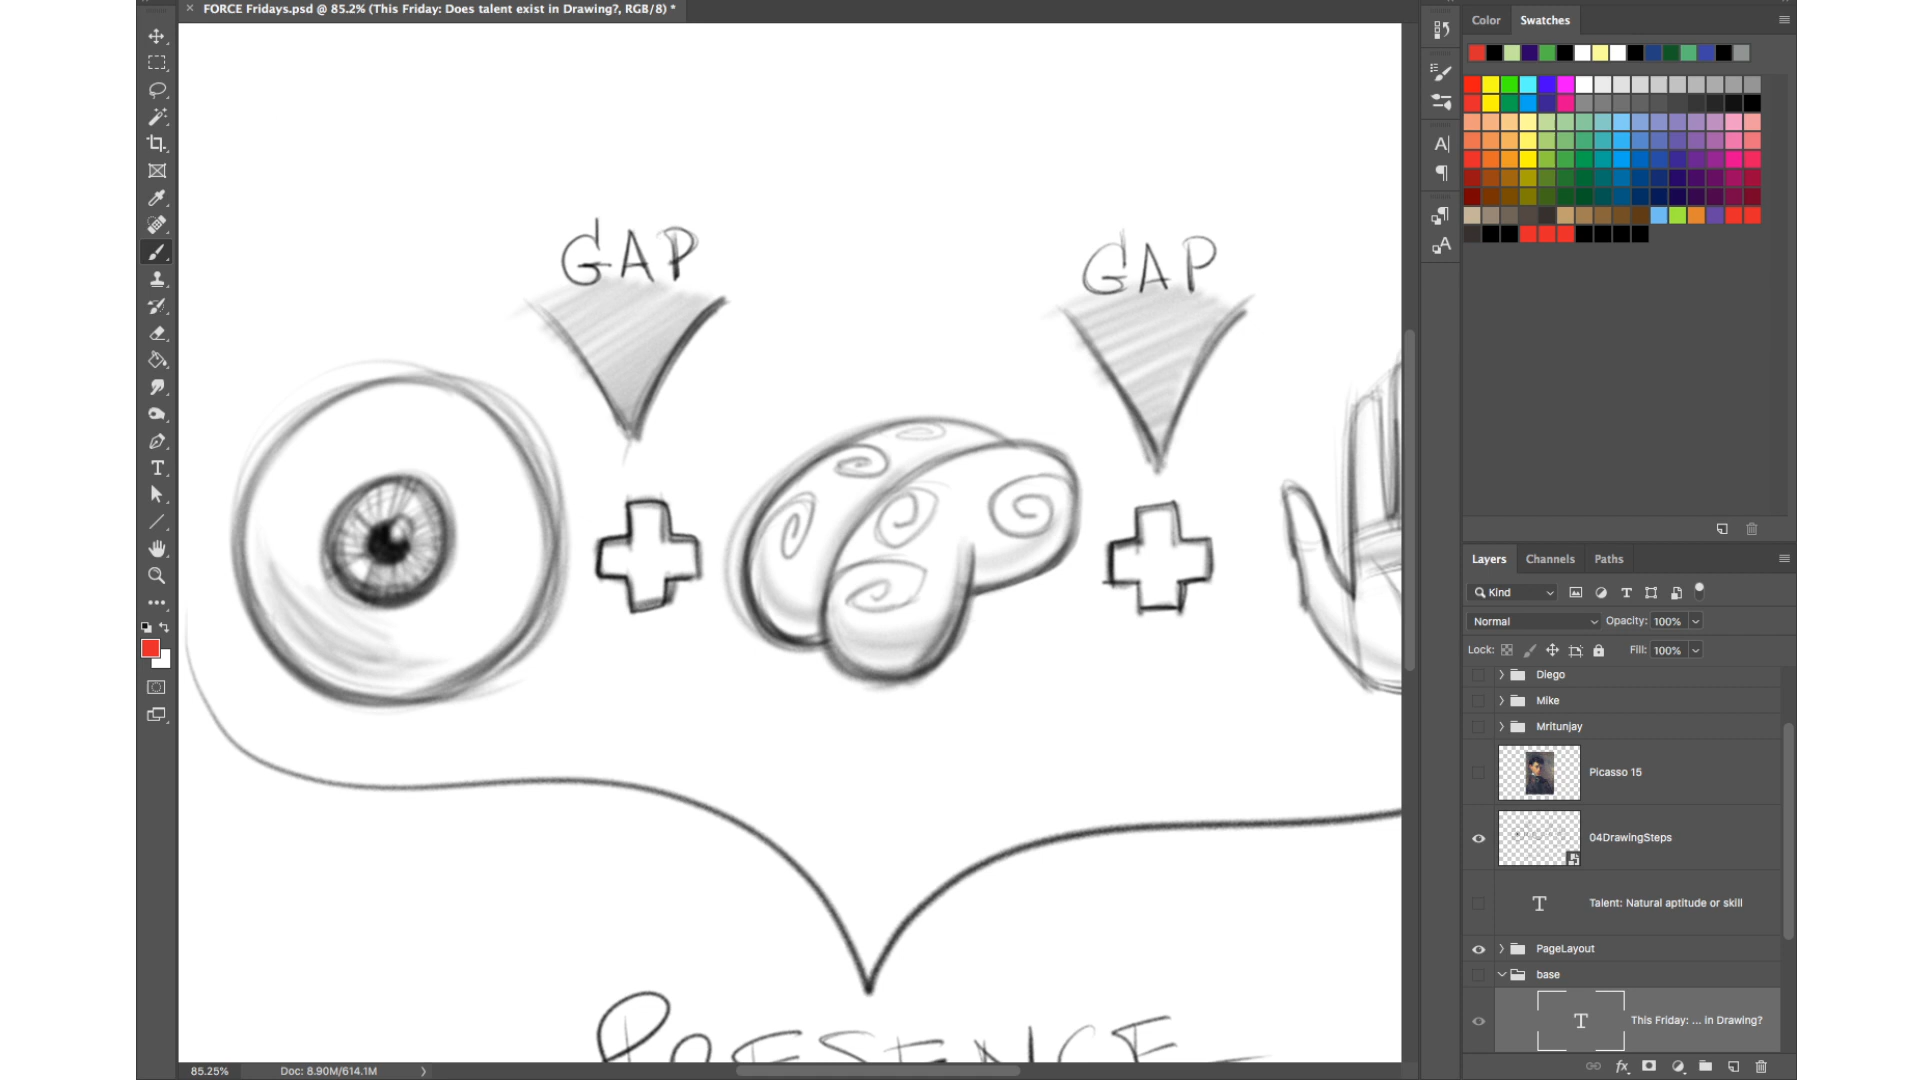 FORCE Fridays.psd @ 85.2% (This Friday: Does talent exist in Drawing?, RGB/8) *
Color Swatches
GAP GAP
PRESENCE
Layers Channels Paths
Kind
Normal Opacity: 100%
Lock: Fill: 100%
Diego
Mike
Mritunjay
Picasso 15
04DrawingSteps
Talent: Natural aptitude or skill
PageLayout
base
This Friday: ... in Drawing?
85.25% Doc: 8.90M/614.1M